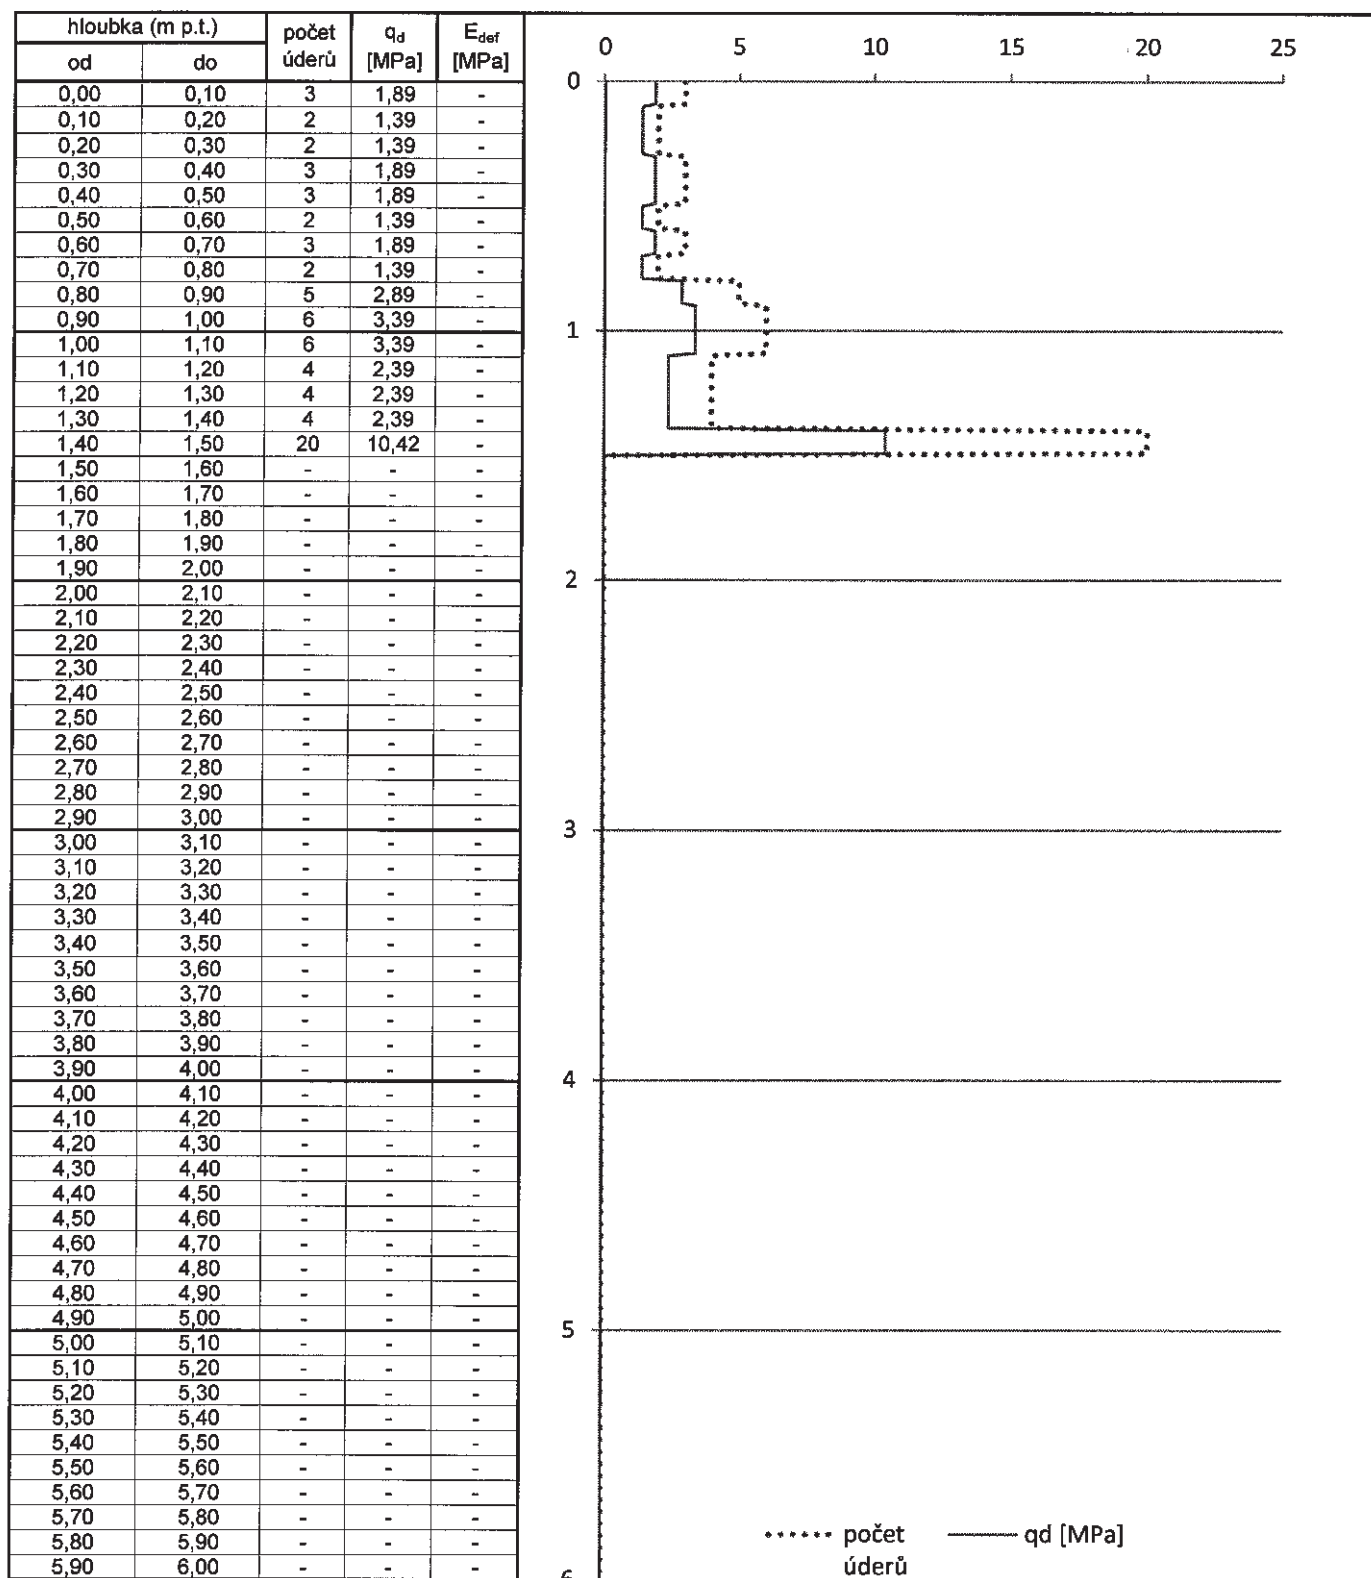 hloubka (m p.t.) počet úderů qd [MPa] Edef [MPa]
od do
0,00 0,10 3 1,89 -
0,10 0,20 2 1,39 -
0,20 0,30 2 1,39 -
0,30 0,40 3 1,89 -
0,40 0,50 3 1,89 -
0,50 0,60 2 1,39 -
0,60 0,70 3 1,89 -
0,70 0,80 2 1,39 -
0,80 0,90 5 2,89 -
0,90 1,00 6 3,39 -
1,00 1,10 6 3,39 -
1,10 1,20 4 2,39 -
1,20 1,30 4 2,39 -
1,30 1,40 4 2,39 -
1,40 1,50 20 10,42 -
1,50 1,60 - - -
1,60 1,70 - - -
1,70 1,80 - - -
1,80 1,90 - - -
1,90 2,00 - - -
2,00 2,10 - - -
2,10 2,20 - - -
2,20 2,30 - - -
2,30 2,40 - - -
2,40 2,50 - - -
2,50 2,60 - - -
2,60 2,70 - - -
2,70 2,80 - - -
2,80 2,90 - - -
2,90 3,00 - - -
3,00 3,10 - - -
3,10 3,20 - - -
3,20 3,30 - - -
3,30 3,40 - - -
3,40 3,50 - - -
3,50 3,60 - - -
3,60 3,70 - - -
3,70 3,80 - - -
3,80 3,90 - - -
3,90 4,00 - - -
4,00 4,10 - - -
4,10 4,20 - - -
4,20 4,30 - - -
4,30 4,40 - - -
4,40 4,50 - - -
4,50 4,60 - - -
4,60 4,70 - - -
4,70 4,80 - - -
4,80 4,90 - - -
4,90 5,00 - - -
5,00 5,10 - - -
5,10 5,20 - - -
5,20 5,30 - - -
5,30 5,40 - - -
5,40 5,50 - - -
5,50 5,60 - - -
5,60 5,70 - - -
5,70 5,80 - - -
5,80 5,90 - - -
5,90 6,00 - - -
0 5 10 15 20 25
0
1
2
3
4
5
6
počet úderů
qd [MPa]